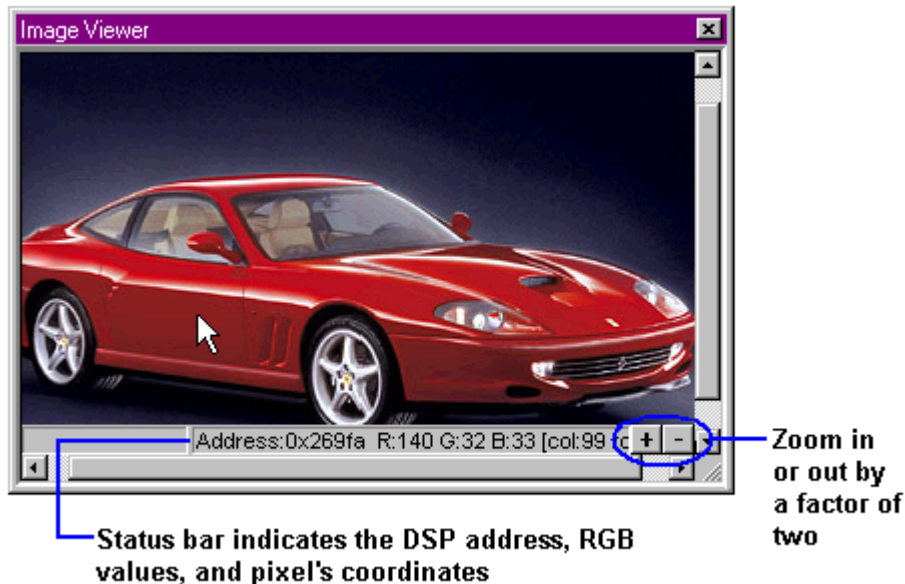 Image Viewer
Address:0x269fa R:140 G:32 B:33 [col:99
+ -
Zoom in
or out by
a factor of
two
Status bar indicates the DSP address, RGB
values, and pixel's coordinates